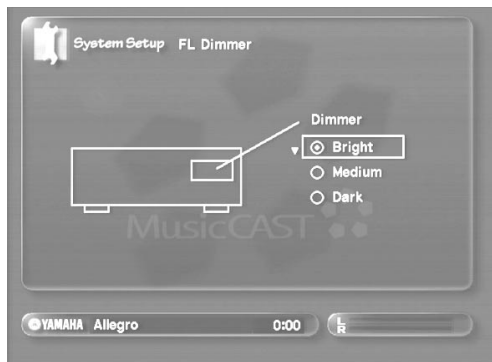 System Setup FL Dimmer
Dimmer
Bright
Medium
Dark
MusicCAST
YAMAHA Allegro 0:00 L
R